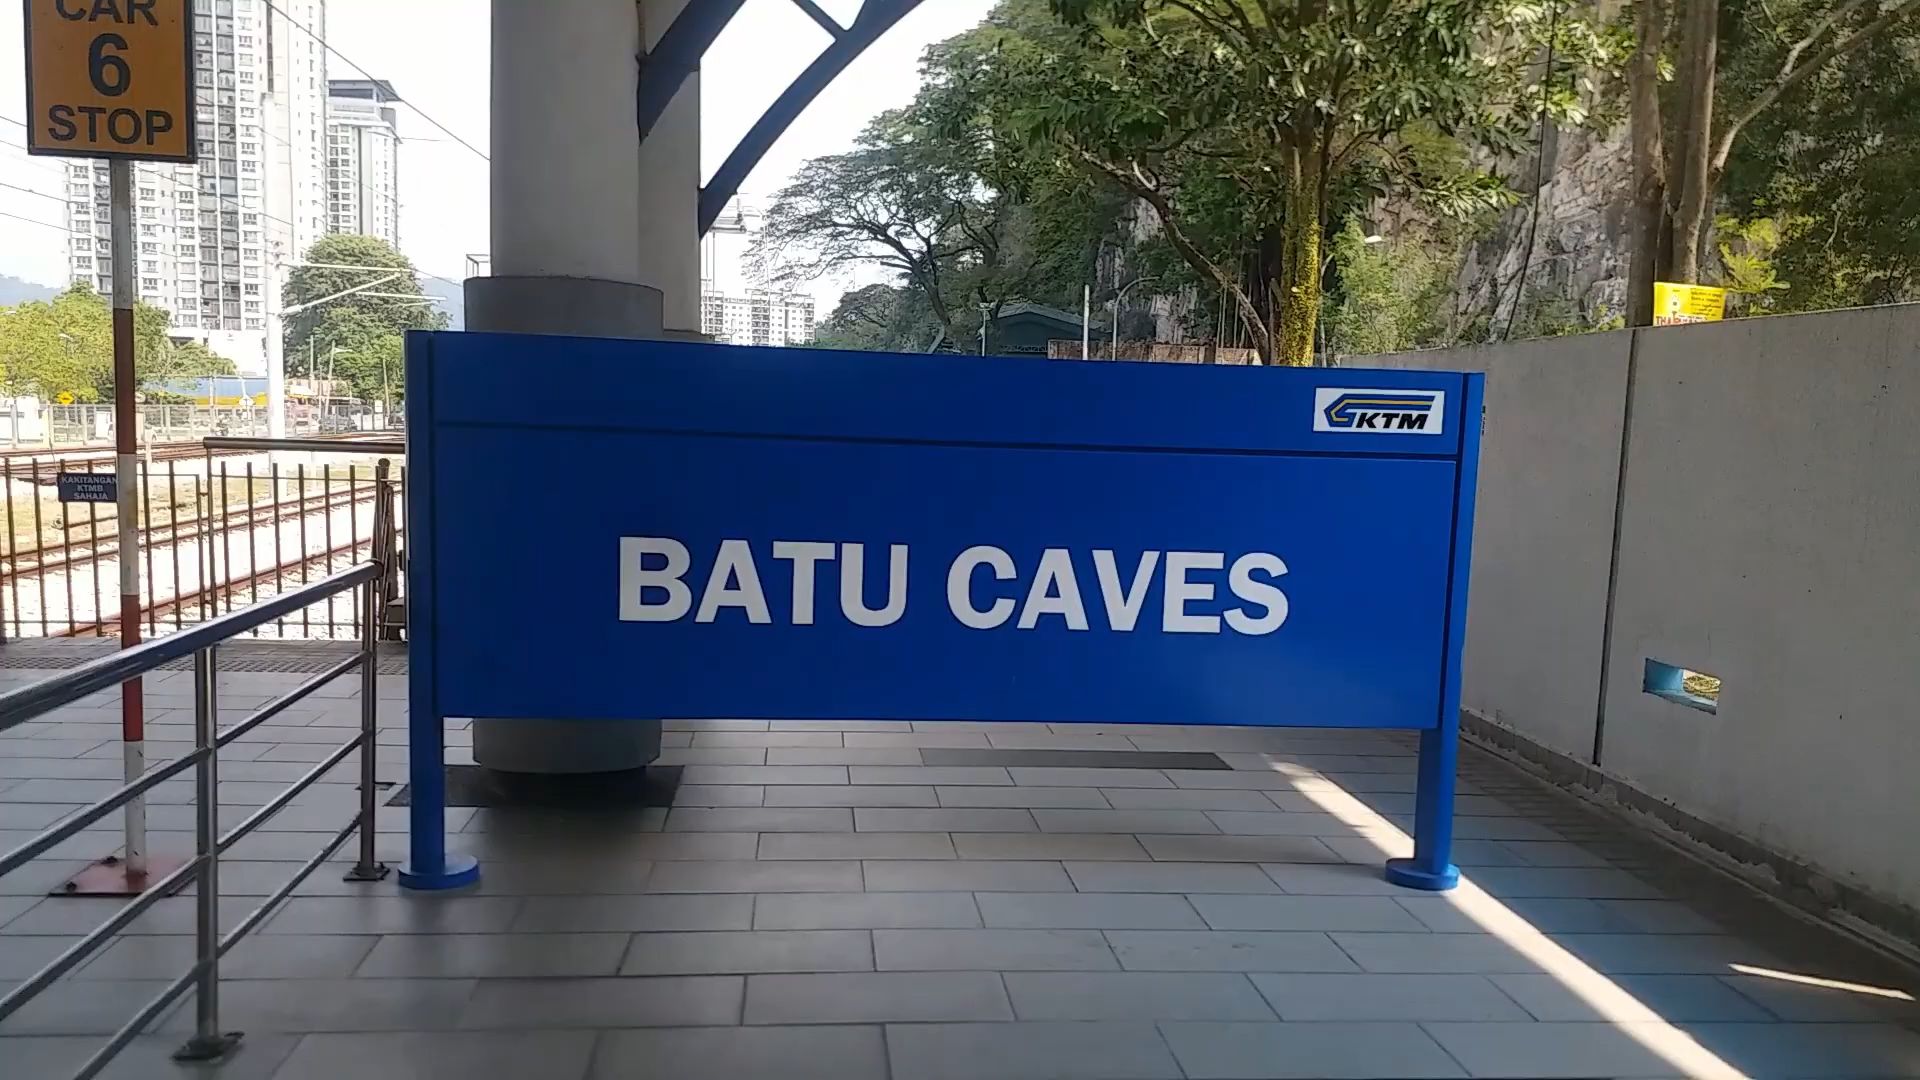 CAR
6
STOP
KAKITANGAN
KTMB
SAHAJA
KTM
BATU CAVES